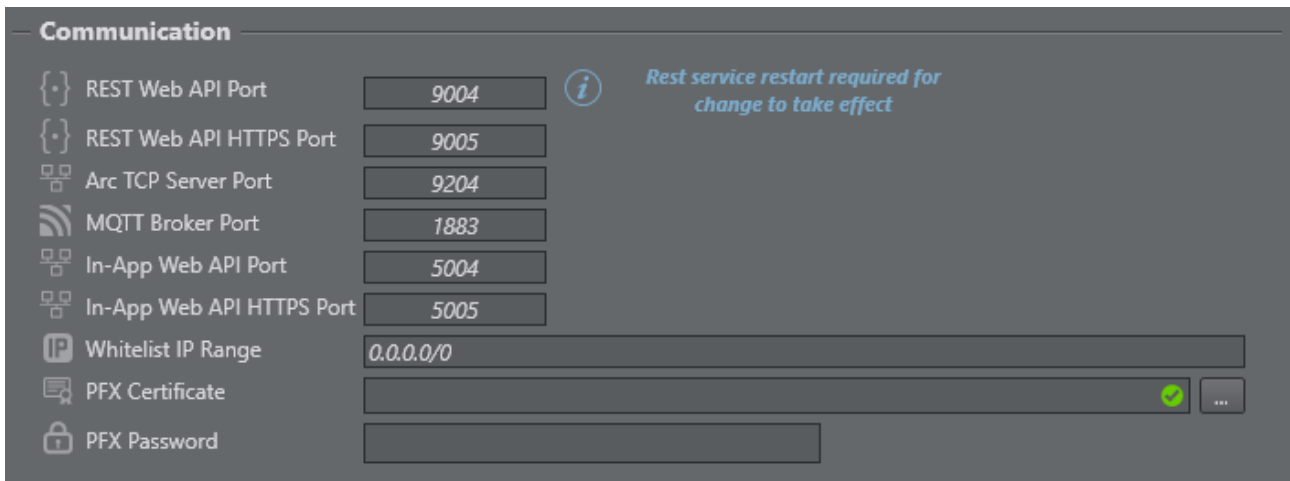 Communication
REST Web API Port 9004 Rest service restart required for
change to take effect
REST Web API HTTPS Port 9005
Arc TCP Server Port 9204
MQTT Broker Port 1883
In-App Web API Port 5004
In-App Web API HTTPS Port 5005
IP Whitelist IP Range 0.0.0.0/0
PFX Certificate ...
PFX Password